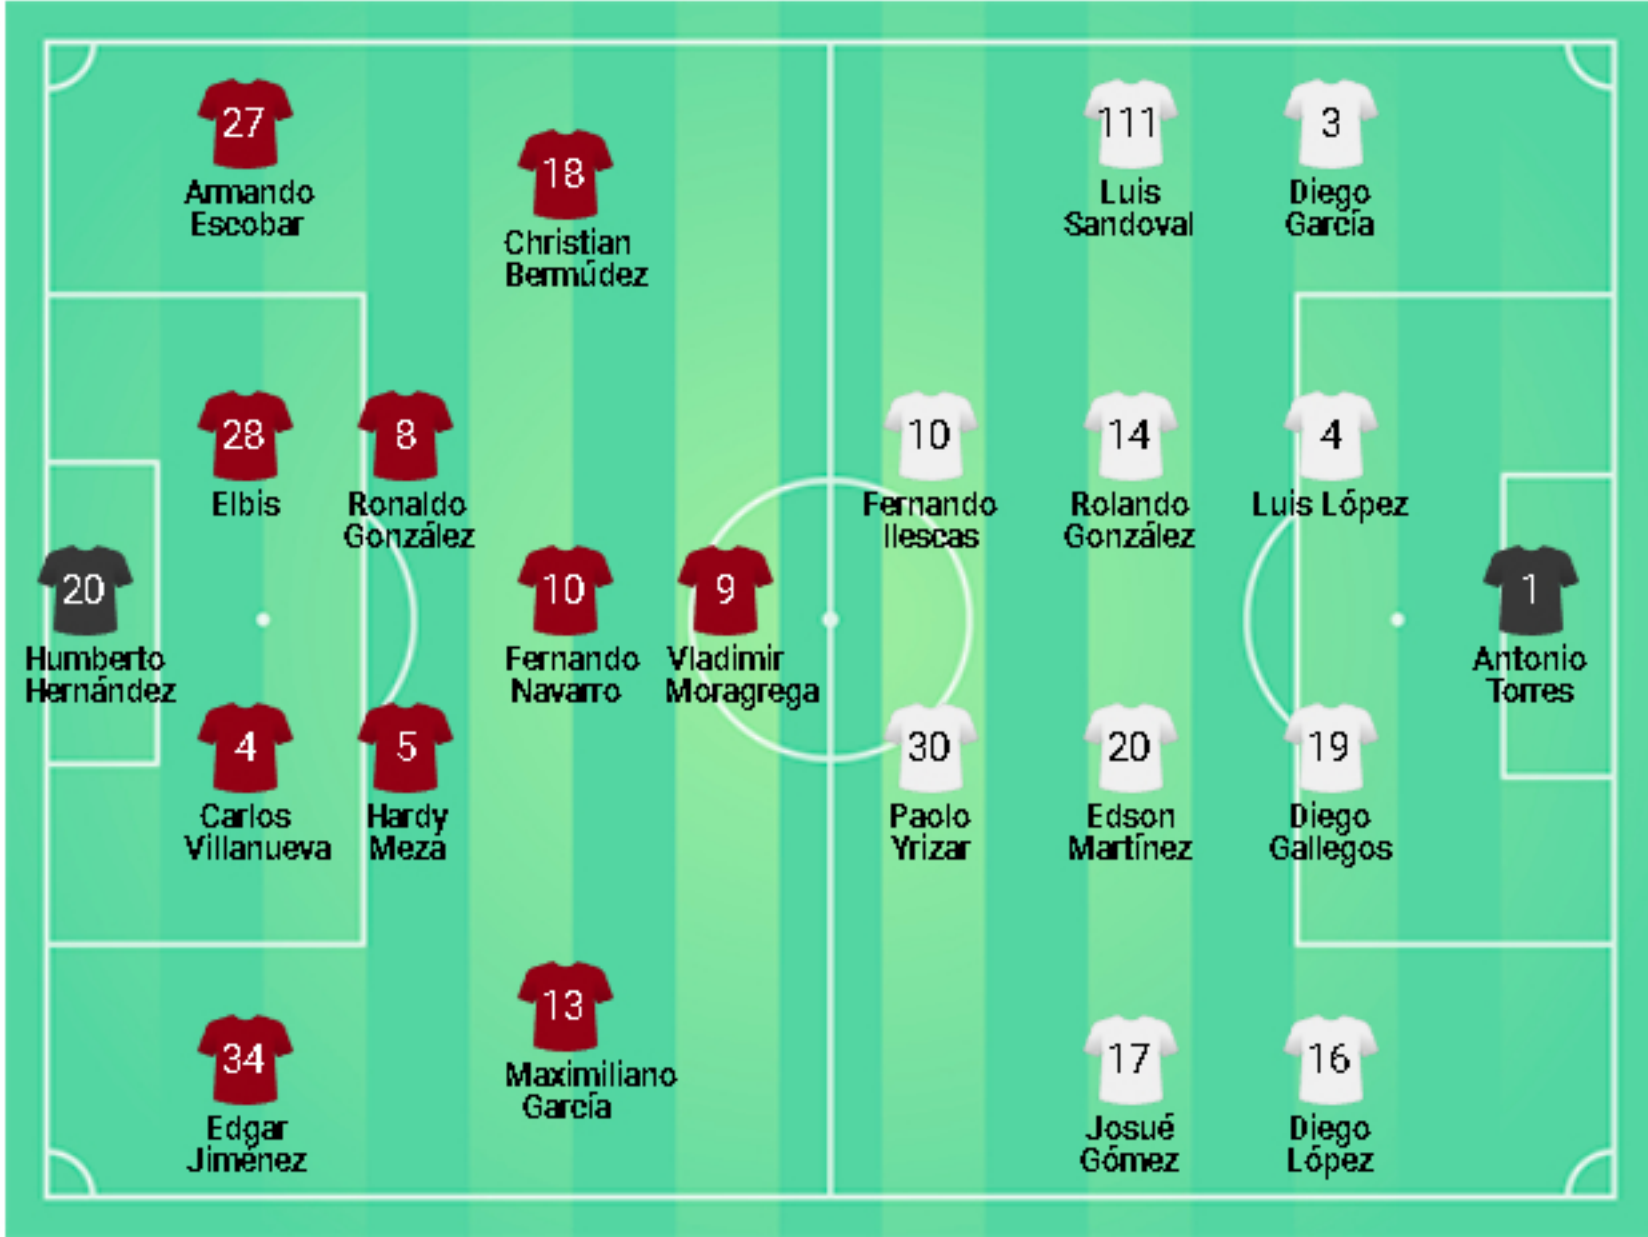 27
Armando
Escobar
18
Christian
Bermúdez
111
Luis
Sandoval
3
Diego
García
28
Elbis
8
Ronaldo
González
10
Fernando
Illescas
14
Rolando
González
4
Luis López
20
Humberto
Hernández
10
Fernando
Navarro
9
Vladimir
Moragrega
1
Antonio
Torres
4
Carlos
Villanueva
5
Hardy
Meza
30
Paolo
Yrizar
20
Edson
Martínez
19
Diego
Gallegos
34
Edgar
Jiménez
13
Maximiliano
García
17
Josué
Gómez
16
Diego
López